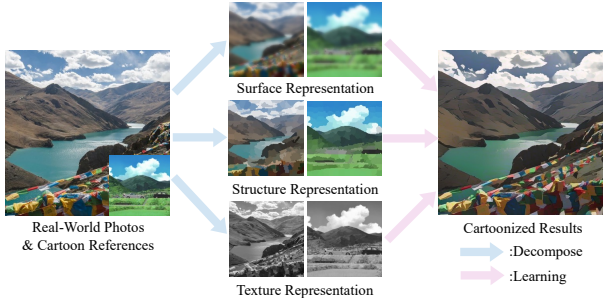 Surface Representation
Structure Representation
Real-World Photos
& Cartoon References
Cartoonized Results
:Decompose
:Learning
Texture Representation